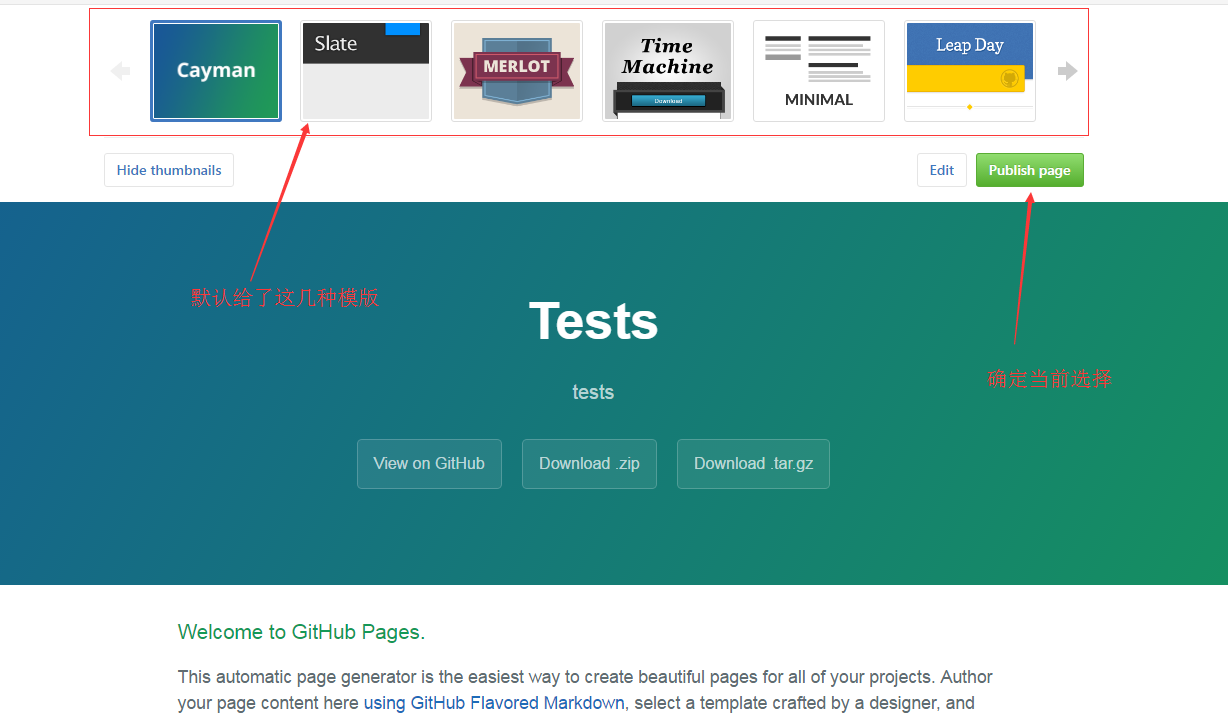 Cayman
Slate
MERLOT
Time
Machine
Download
MINIMAL
Leap Day
Hide thumbnails
Edit
Publish page
默认给了这几种模版
确定当前选择
Tests
tests
View on GitHub
Download .zip
Download .tar.gz
Welcome to GitHub Pages.
This automatic page generator is the easiest way to create beautiful pages for all of your projects. Author
your page content here using GitHub Flavored Markdown, select a template crafted by a designer, and